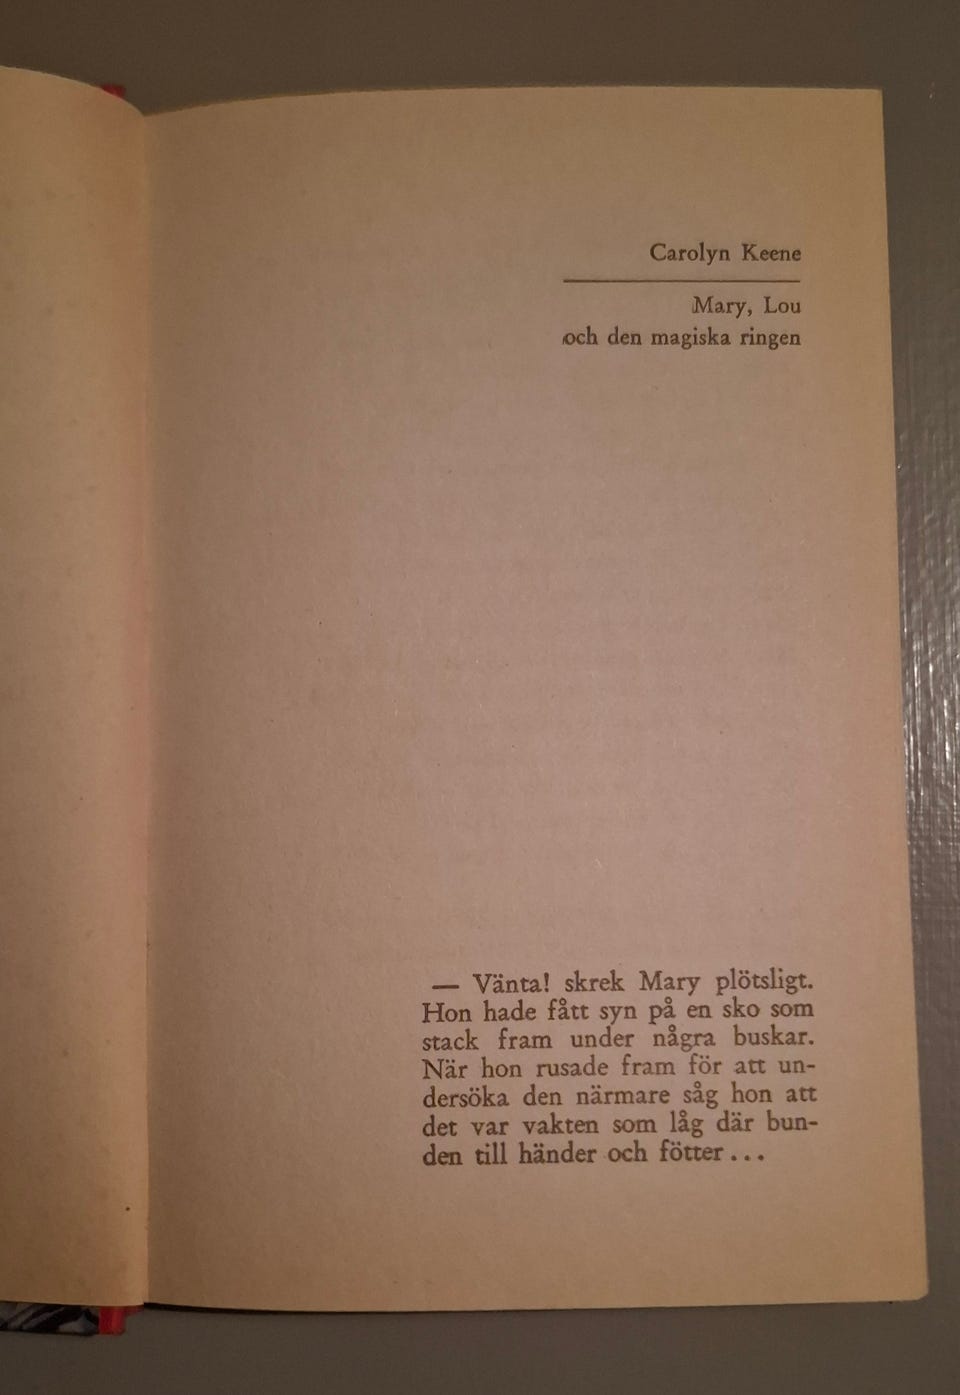 Carolyn Keene
Mary, Lou
och den magiska ringen
— Vänta! skrek Mary plötsligt.
Hon hade fått syn på en sko som
stack fram under några buskar.
När hon rusade fram för att un-
dersöka den närmare såg hon att
det var vakten som låg där bun-
den till händer och fötter ...